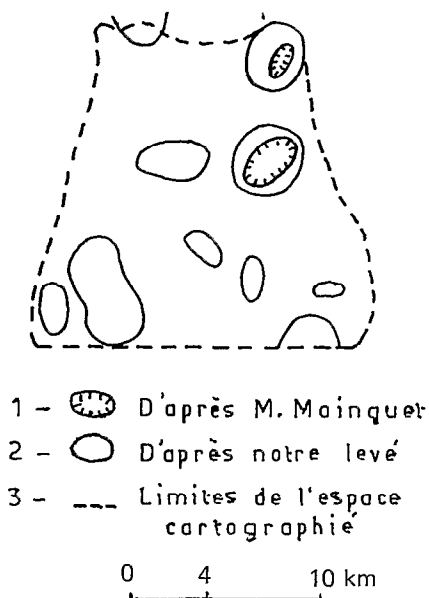 1 - D'après M. Mainguet
2 - D'après notre levé
3 - Limites de l'espace
cartographié
0 4 10 km